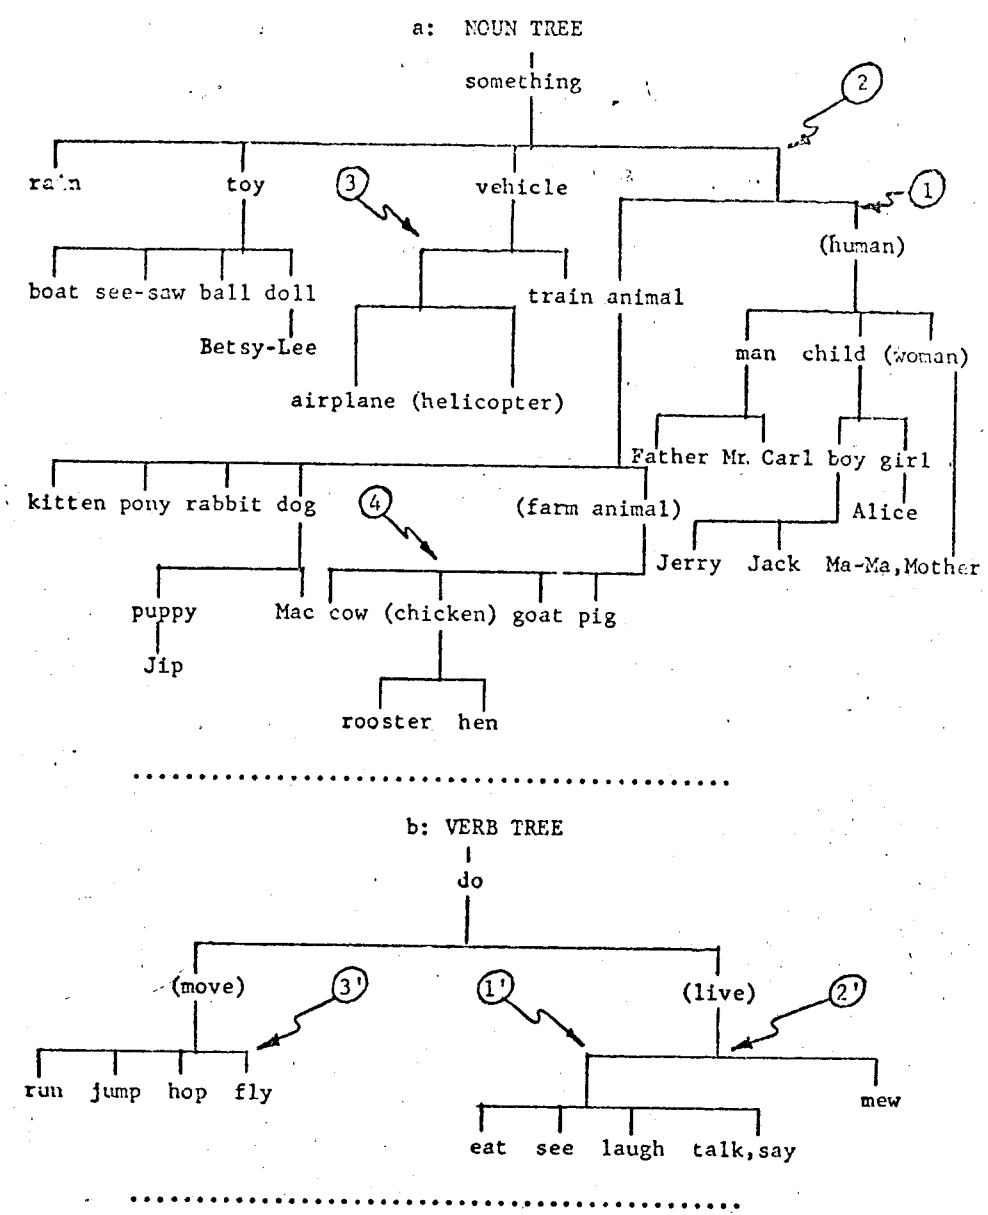 a: NOUN TREE
something
2
rain toy 3 vehicle 1
(human)
boat see-saw ball doll train animal
Betsy-Lee man child (woman)
airplane (helicopter)
Father Mr. Carl boy girl
kitten pony rabbit dog 4 (farm animal) Alice
Jerry Jack Ma-Ma,Mother
puppy Mac cow (chicken) goat pig
Jip
rooster hen
b: VERB TREE
do
(move) 3' 1' (live) 2'
run jump hop fly mew
eat see laugh talk,say